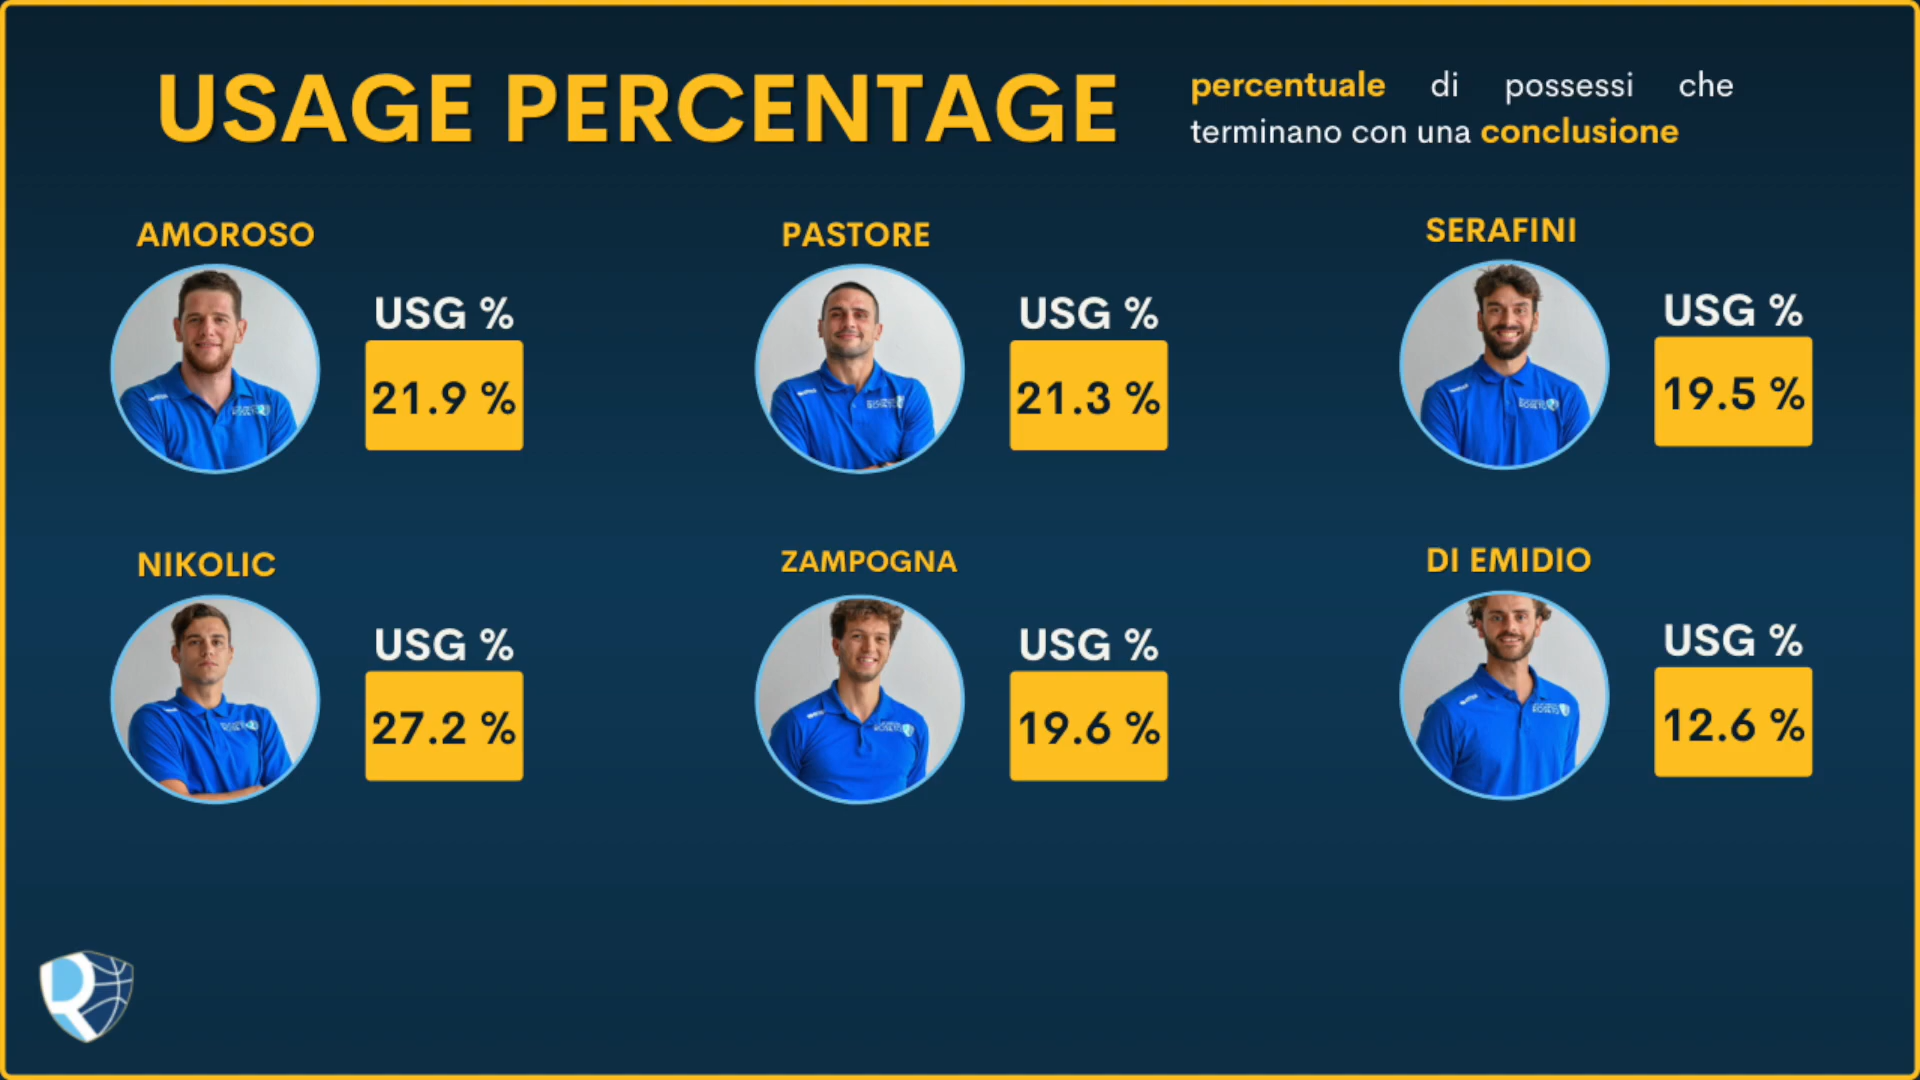 USAGE PERCENTAGE
percentuale di possessi che
terminano con una conclusione
AMOROSO
USG %
21.9 %
PASTORE
USG %
21.3 %
SERAFINI
USG %
19.5 %
NIKOLIC
USG %
27.2 %
ZAMPOGNA
USG %
19.6 %
DI EMIDIO
USG %
12.6 %